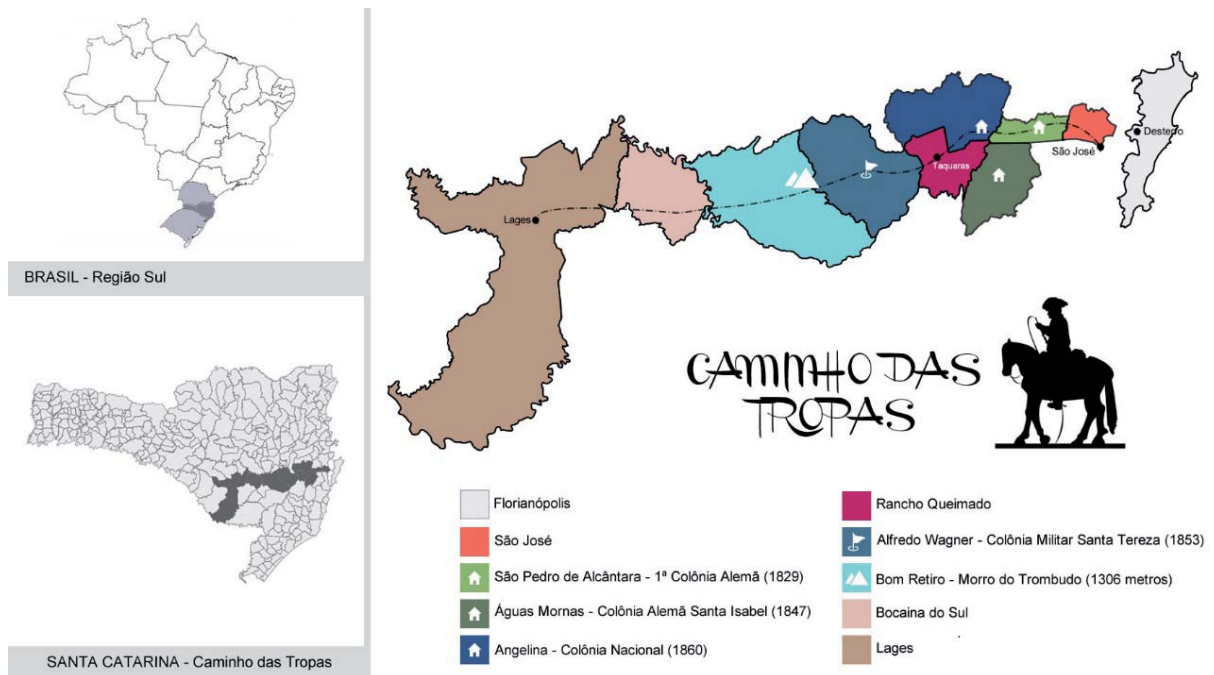 BRASIL - Região Sul
SANTA CATARINA - Caminho das Tropas
Lages
Taquaras
São José
Desterro
CAMINHO DAS
TROPAS
Florianópolis
São José
São Pedro de Alcântara - 1ª Colônia Alemã (1829)
Águas Mornas - Colônia Alemã Santa Isabel (1847)
Angelina - Colônia Nacional (1860)
Rancho Queimado
Alfredo Wagner - Colônia Militar Santa Tereza (1853)
Bom Retiro - Morro do Trombudo (1306 metros)
Bocaina do Sul
Lages